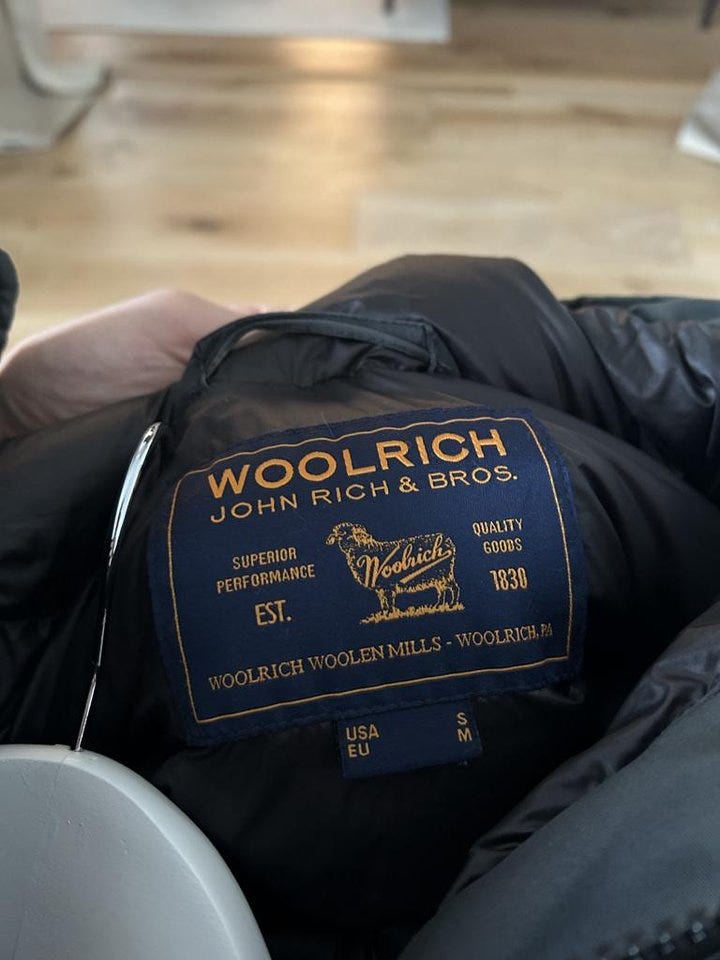 WOOLRICH
JOHN RICH & BROS.
SUPERIOR
PERFORMANCE
EST.
Woolrich
QUALITY
GOODS
1830
WOOLRICH WOOLEN MILLS - WOOLRICH, PA
USA S
EU M